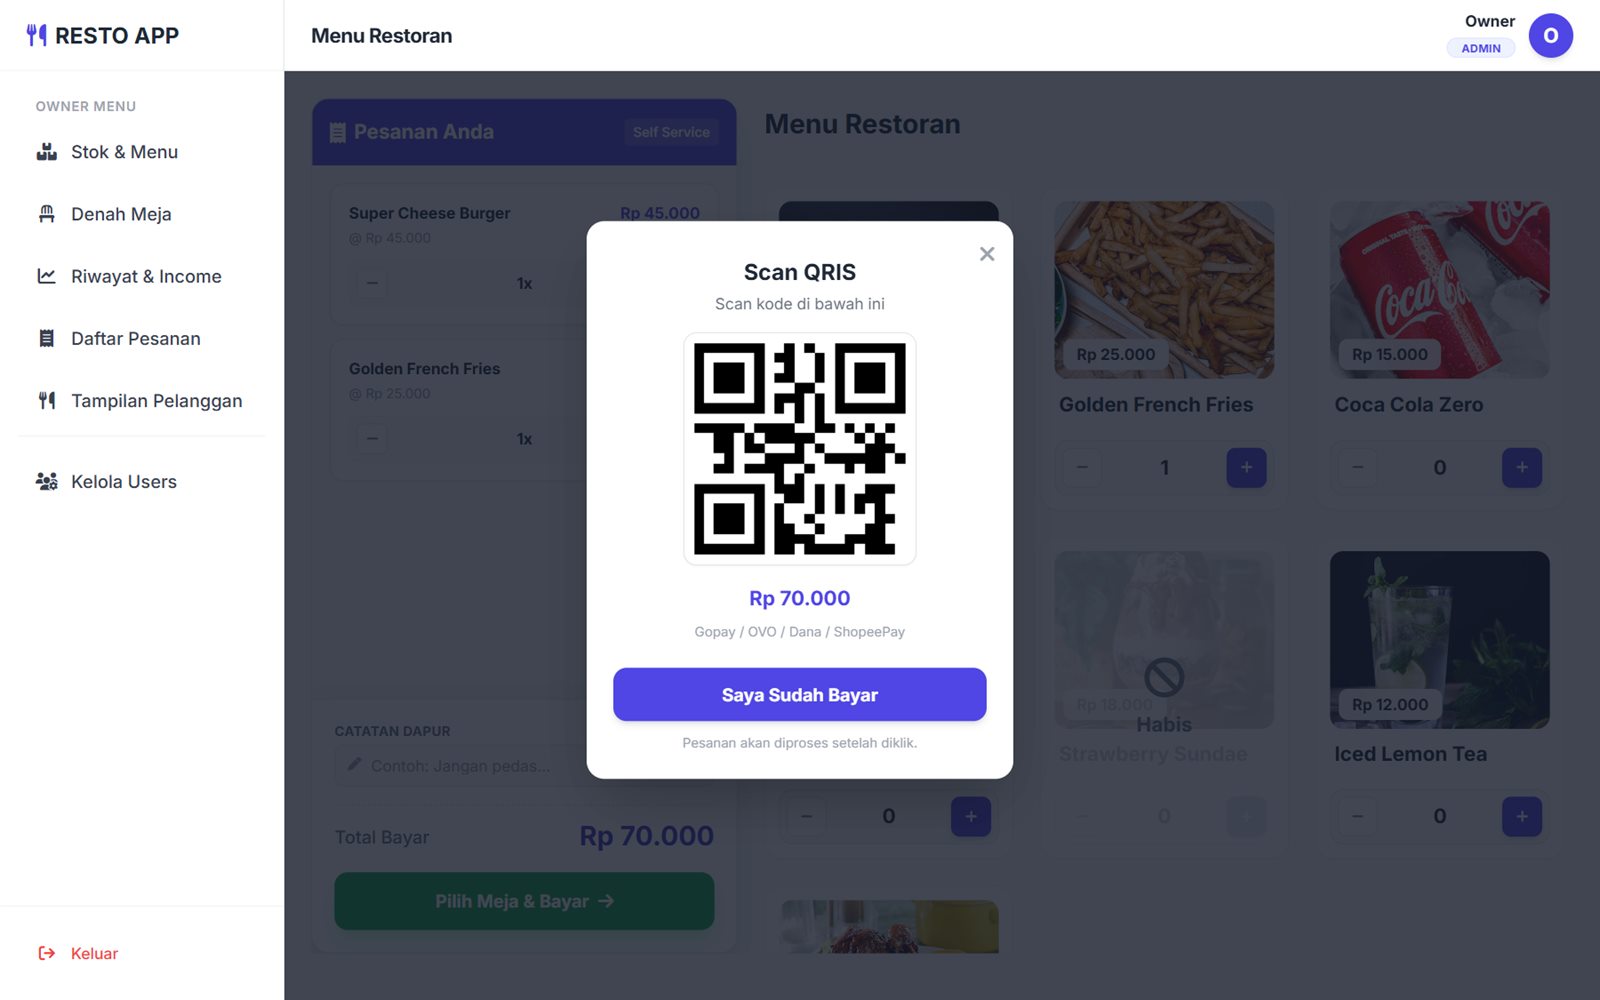 RESTO APP
OWNER MENU
Stok & Menu
Denah Meja
Riwayat & Income
Daftar Pesanan
Tampilan Pelanggan
Kelola Users
Keluar
Menu Restoran
Owner
ADMIN
O
Pesanan Anda
Self Service
Super Cheese Burger
Rp 45.000
@ Rp 45.000
1x
Golden French Fries
@ Rp 25.000
1x
CATATAN DAPUR
Contoh: Jangan pedas...
Total Bayar
Rp 70.000
Pilih Meja & Bayar
Scan QRIS
Scan kode di bawah ini
Rp 70.000
Gopay / OVO / Dana / ShopeePay
Saya Sudah Bayar
Pesanan akan diproses setelah diklik.
Menu Restoran
Rp 25.000
Golden French Fries
1
ORIGINAL TASTE
Coca-Cola
Rp 15.000
Coca Cola Zero
0
0
Rp 18.000
Habis
Strawberry Sundae
0
Rp 12.000
Iced Lemon Tea
0